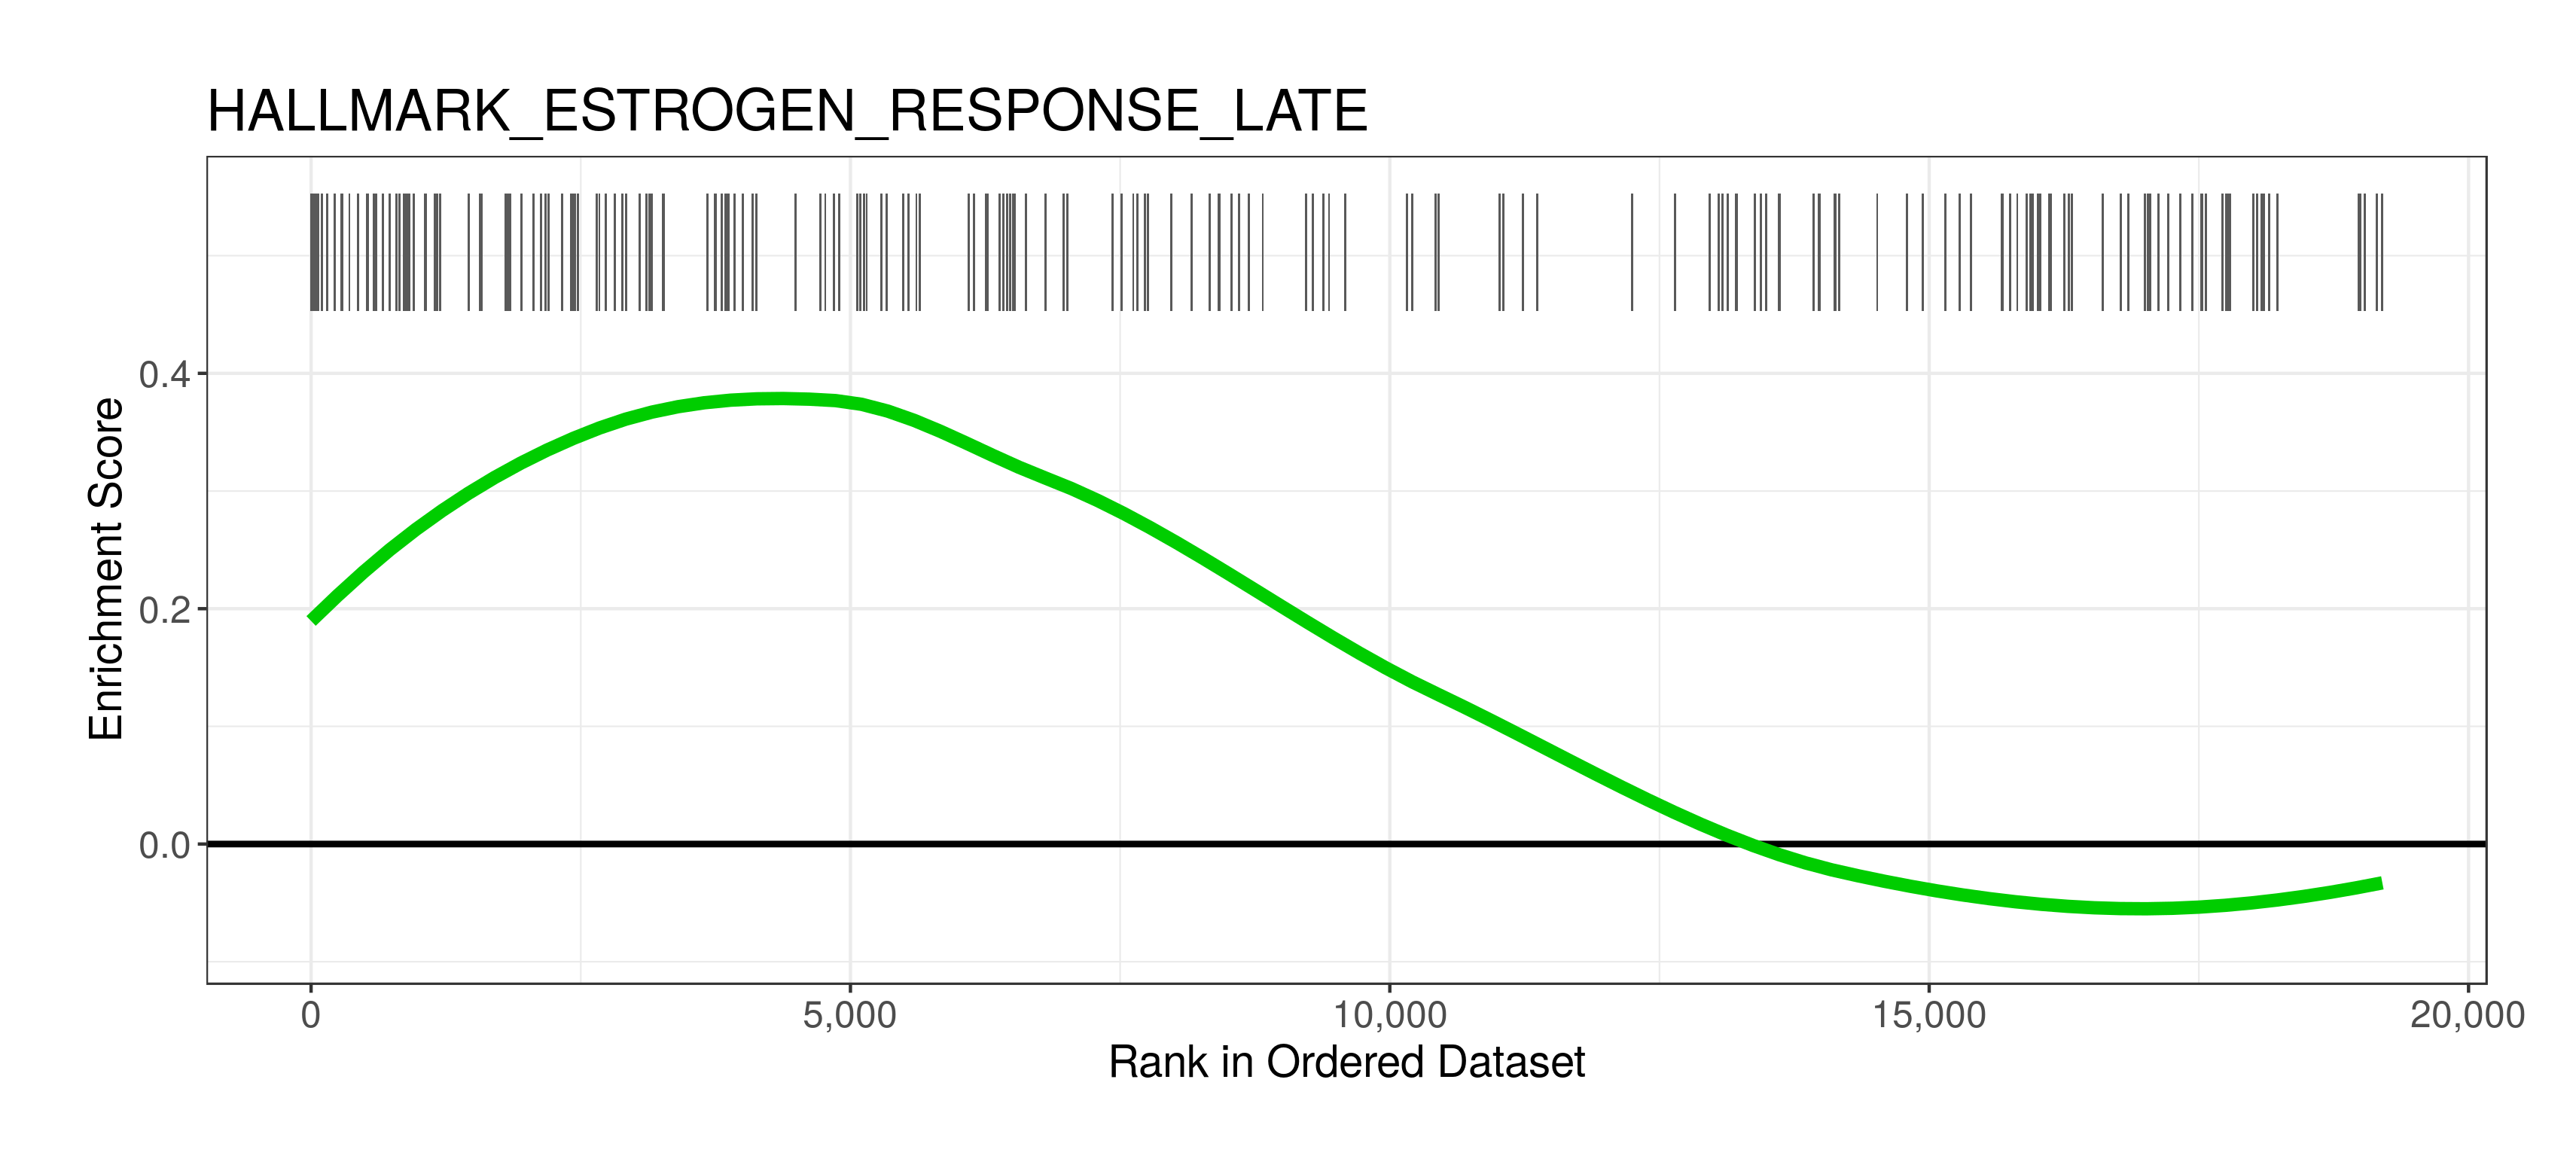 HALLMARK_ESTROGEN_RESPONSE_LATE
Enrichment Score
0.4
0.2
0.0
0
5,000
10,000
15,000
20,000
Rank in Ordered Dataset